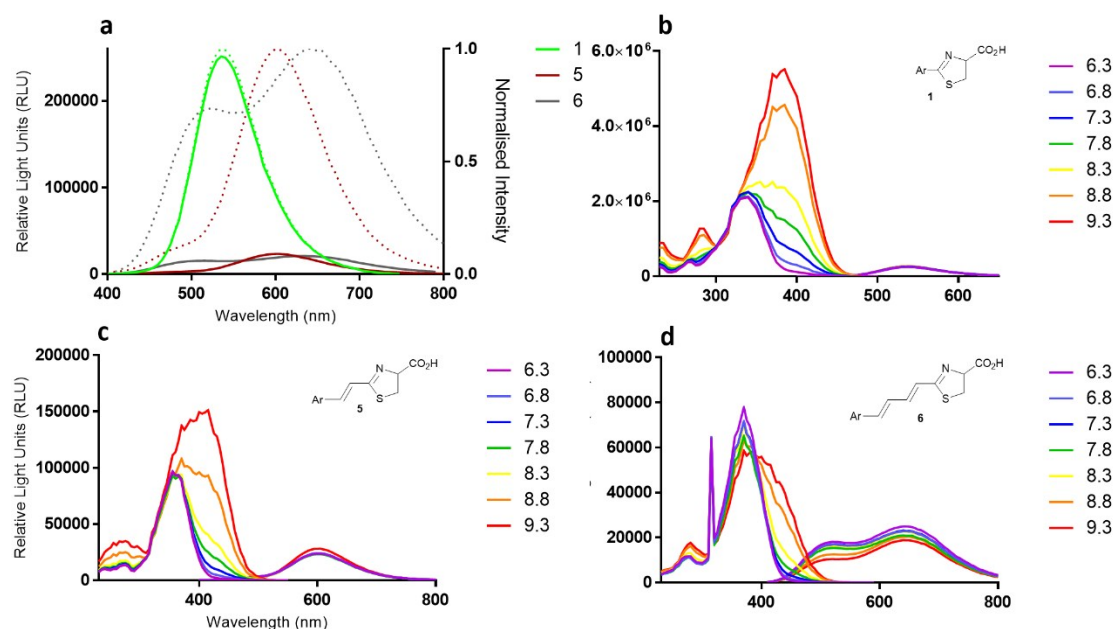 a
Relative Light Units (RLU)
200000
100000
0
400 500 600 700 800
Wavelength (nm)
1.0
0.5
0.0
Normalised Intensity
1
5
6
b
6.0×10⁶
4.0×10⁶
2.0×10⁶
0
300 400 500 600
N
CO₂H
Ar
S
1
6.3
6.8
7.3
7.8
8.3
8.8
9.3
c
Relative Light Units (RLU)
200000
150000
100000
50000
0
400 600 800
Wavelength (nm)
N
CO₂H
Ar
S
5
6.3
6.8
7.3
7.8
8.3
8.8
9.3
d
100000
80000
60000
40000
20000
0
400 600 800
N
CO₂H
Ar
S
6
6.3
6.8
7.3
7.8
8.3
8.8
9.3